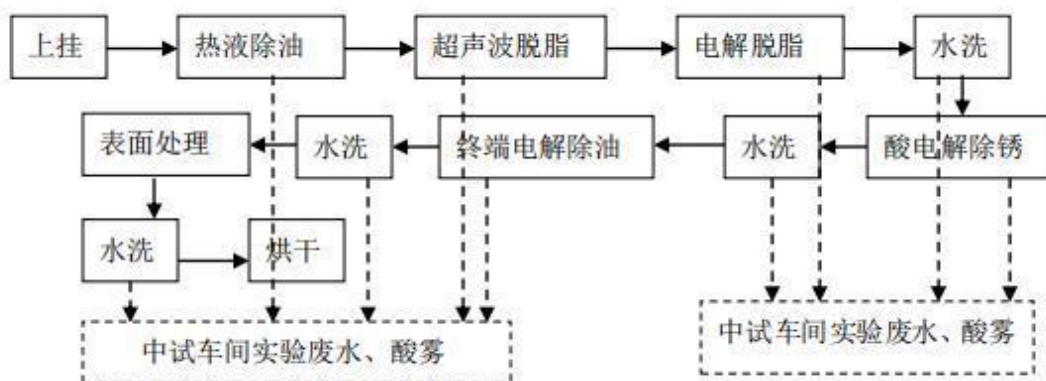 上挂
热液除油
超声波脱脂
电解脱脂
水洗
酸电解除锈
水洗
终端电解除油
水洗
表面处理
水洗
烘干
中试车间实验废水、酸雾
中试车间实验废水、酸雾